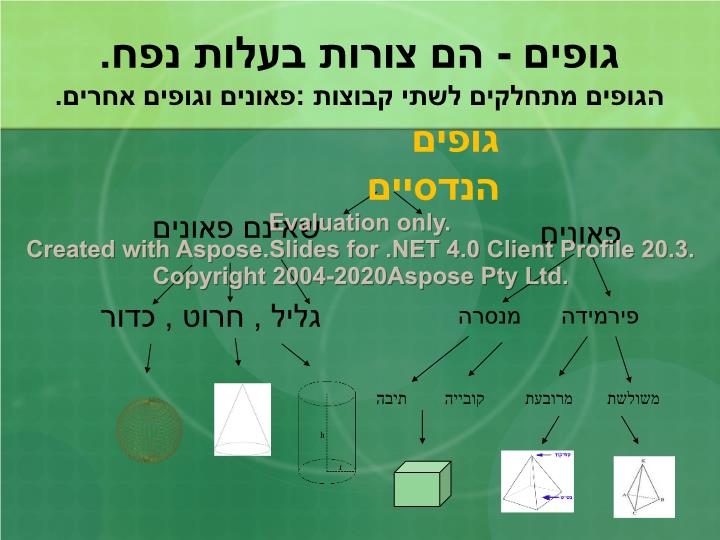 גופים - הם צורות בעלות נפח.
הגופים מתחלקים לשתי קבוצות :פאונים וגופים אחרים.
גופים
הנדסיים
פאונים
שאינם פאונים
Evaluation only.
Created with Aspose.Slides for .NET 4.0 Client Profile 20.3.
Copyright 2004-2020Aspose Pty Ltd.
פירמידה
מנסרה
גליל , חרוט , כדור
משולשת
מרובעת
קובייה
תיבה
h
r
קודקוד
בסיס
K
A
B
C